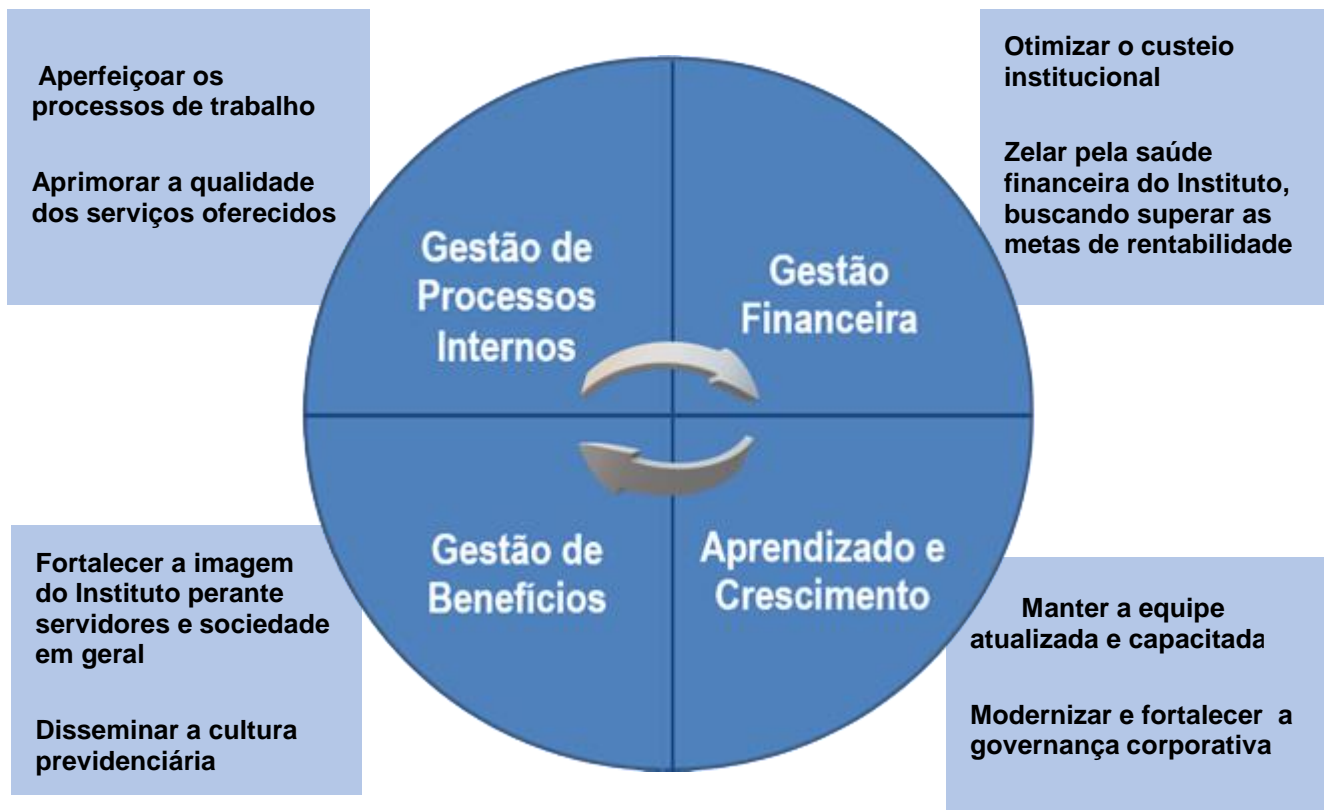 Aperfeiçoar os
processos de trabalho
Aprimorar a qualidade
dos serviços oferecidos
Otimizar o custeio
institucional
Zelar pela saúde
financeira do Instituto,
buscando superar as
metas de rentabilidade
Gestão de
Processos
Internos
Gestão
Financeira
Gestão de
Benefícios
Aprendizado e
Crescimento
Fortalecer a imagem
do Instituto perante
servidores e sociedade
em geral
Disseminar a cultura
previdenciária
Manter a equipe
atualizada e capacitada
Modernizar e fortalecer a
governança corporativa